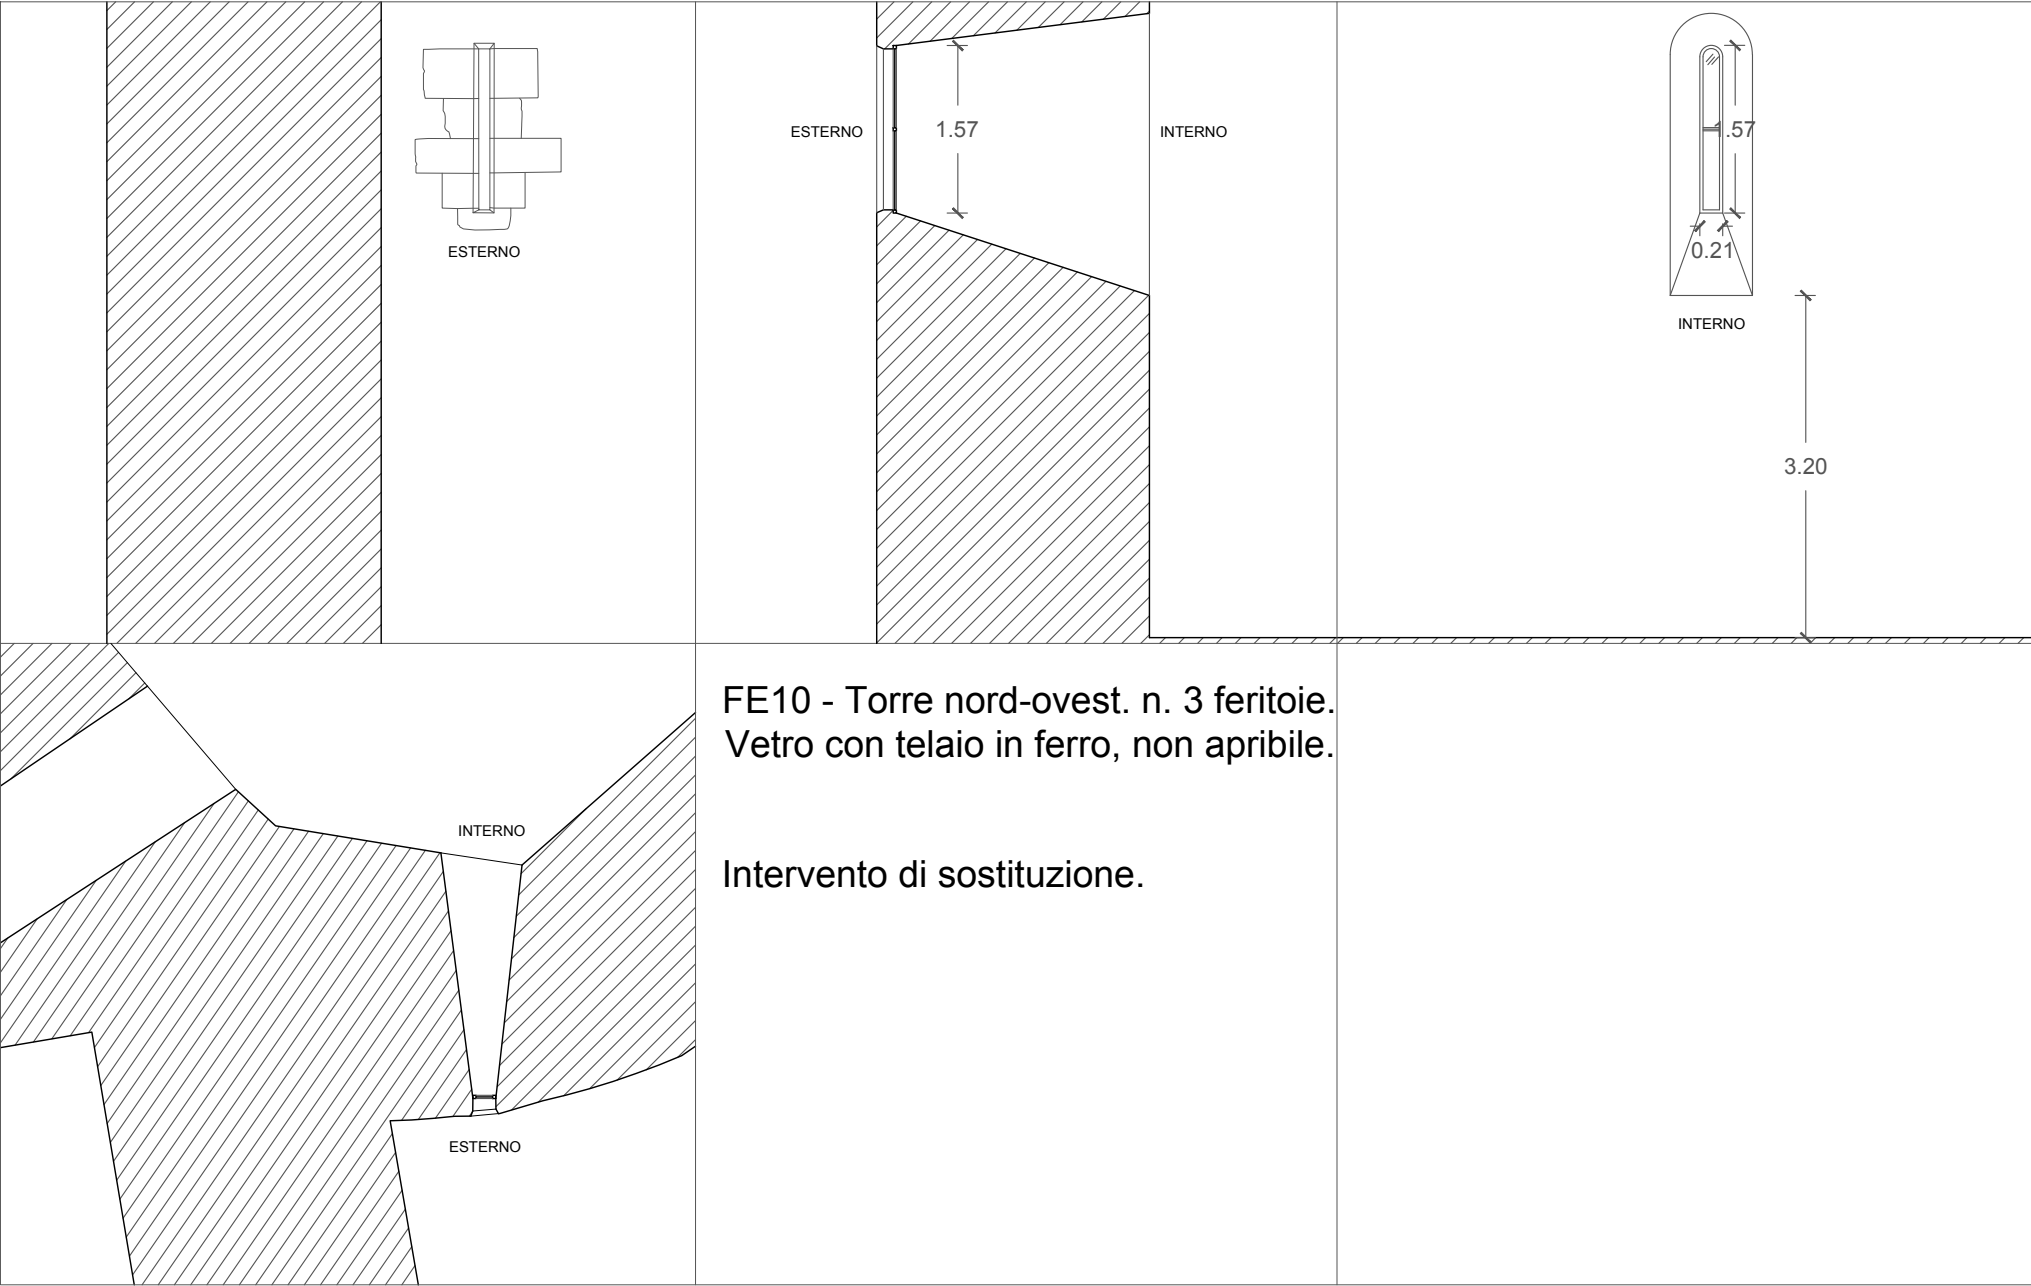 ESTERNO
ESTERNO
1.57
INTERNO
1.57
0.21
INTERNO
3.20
FE10 - Torre nord-ovest. n. 3 feritoie.
Vetro con telaio in ferro, non apribile.
Intervento di sostituzione.
INTERNO
ESTERNO